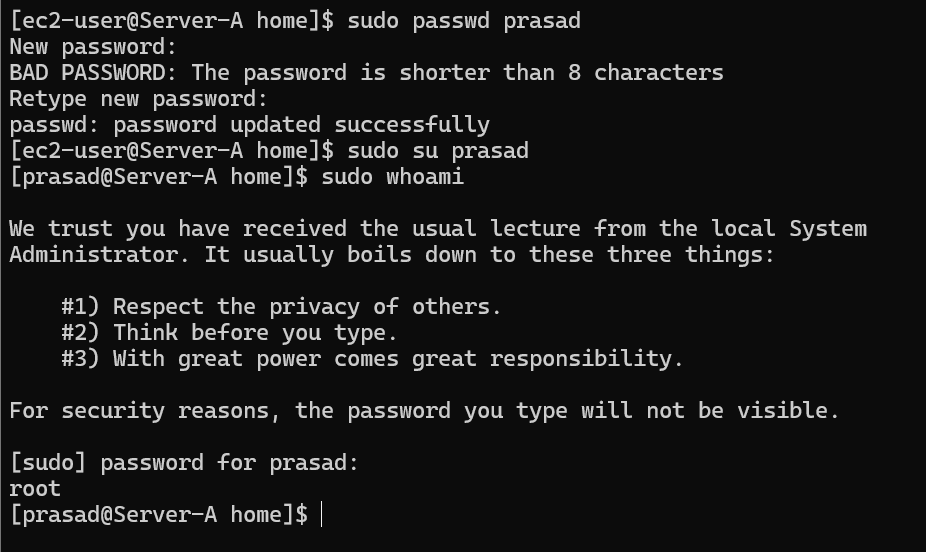 [ec2-user@Server-A home]$ sudo passwd prasad
New password:
BAD PASSWORD: The password is shorter than 8 characters
Retype new password:
passwd: password updated successfully
[ec2-user@Server-A home]$ sudo su prasad
[prasad@Server-A home]$ sudo whoami

We trust you have received the usual lecture from the local System
Administrator. It usually boils down to these three things:

    #1) Respect the privacy of others.
    #2) Think before you type.
    #3) With great power comes great responsibility.

For security reasons, the password you type will not be visible.

[sudo] password for prasad:
root
[prasad@Server-A home]$